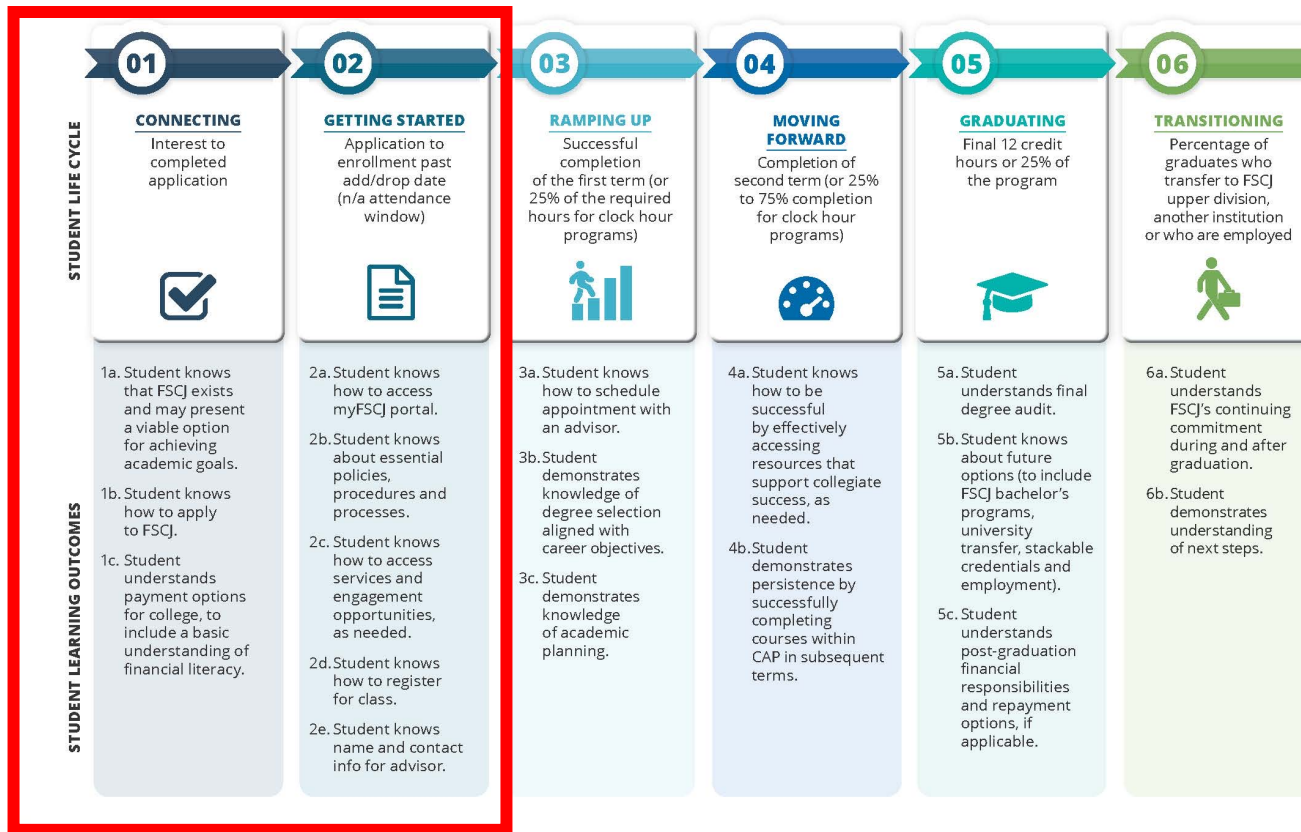 STUDENT LIFE CYCLE
01
CONNECTING
Interest to
completed
application
02
GETTING STARTED
Application to
enrollment past
add/drop date
(n/a attendance
window)
03
RAMPING UP
Successful
completion
of the first term (or
25% of the required
hours for clock hour
programs)
04
MOVING
FORWARD
Completion of
second term (or 25%
to 75% completion
for clock hour
programs)
05
GRADUATING
Final 12 credit
hours or 25% of
the program
06
TRANSITIONING
Percentage of
graduates who
transfer to FSCJ
upper division,
another institution
or who are employed
STUDENT LEARNING OUTCOMES
1a. Student knows
that FSCJ exists
and may present
a viable option
for achieving
academic goals.
1b. Student knows
how to apply
to FSCJ.
1c. Student
understands
payment options
for college, to
include a basic
understanding of
financial literacy.
2a. Student knows
how to access
myFSCJ portal.
2b. Student knows
about essential
policies,
procedures and
processes.
2c. Student knows
how to access
services and
engagement
opportunities,
as needed.
2d. Student knows
how to register
for class.
2e. Student knows
name and contact
info for advisor.
3a. Student knows
how to schedule
appointment with
an advisor.
3b. Student
demonstrates
knowledge of
degree selection
aligned with
career objectives.
3c. Student
demonstrates
knowledge
of academic
planning.
4a. Student knows
how to be
successful
by effectively
accessing
resources that
support collegiate
success, as
needed.
4b. Student
demonstrates
persistence by
successfully
completing
courses within
CAP in subsequent
terms.
5a. Student
understands final
degree audit.
5b. Student knows
about future
options (to include
FSCJ bachelor's
programs,
university
transfer, stackable
credentials and
employment).
5c. Student
understands
post-graduation
financial
responsibilities
and repayment
options, if
applicable.
6a. Student
understands
FSCJ's continuing
commitment
during and after
graduation.
6b. Student
demonstrates
understanding
of next steps.